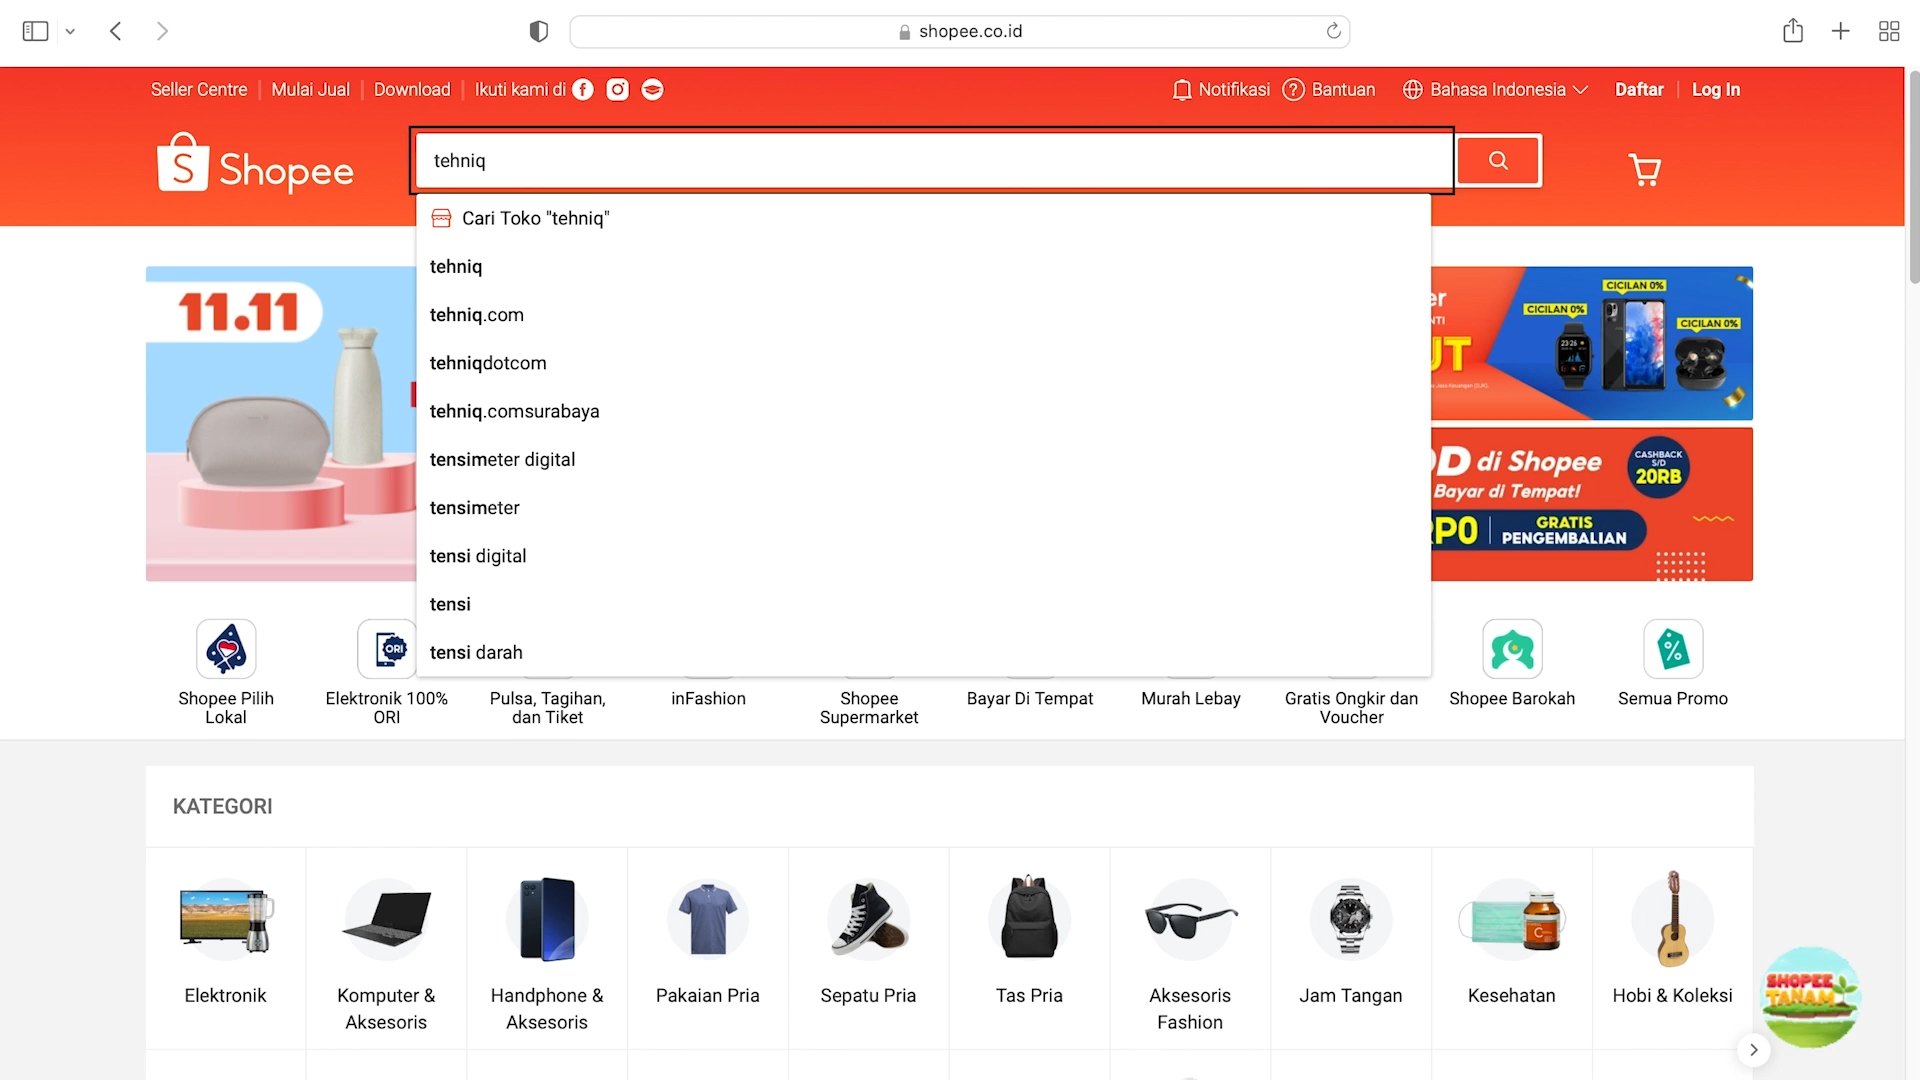 shopee.co.id
Seller Centre
Mulai Jual
Download
Ikuti kami di
Notifikasi
Bantuan
Bahasa Indonesia
Daftar
Log In
Shopee
tehniq
Cari Toko "tehniq"
tehniq
tehniq.com
tehniqdotcom
tehniq.comsurabaya
tensimeter digital
tensimeter
tensi digital
tensi
tensi darah
11.11
CICILAN 0%
CICILAN 0%
CICILAN 0%
23:26
di Shopee
Bayar di Tempat!
CASHBACK
S/D
20RB
GRATIS
PENGEMBALIAN
ORI
Shopee Pilih
Lokal
Elektronik 100%
ORI
Pulsa, Tagihan,
dan Tiket
inFashion
Shopee
Supermarket
Bayar Di Tempat
Murah Lebay
Gratis Ongkir dan
Voucher
Shopee Barokah
Semua Promo
KATEGORI
Elektronik
Komputer &
Aksesoris
Handphone &
Aksesoris
Pakaian Pria
Sepatu Pria
Tas Pria
Aksesoris
Fashion
Jam Tangan
Kesehatan
Hobi & Koleksi
SHOPEE
TANAM